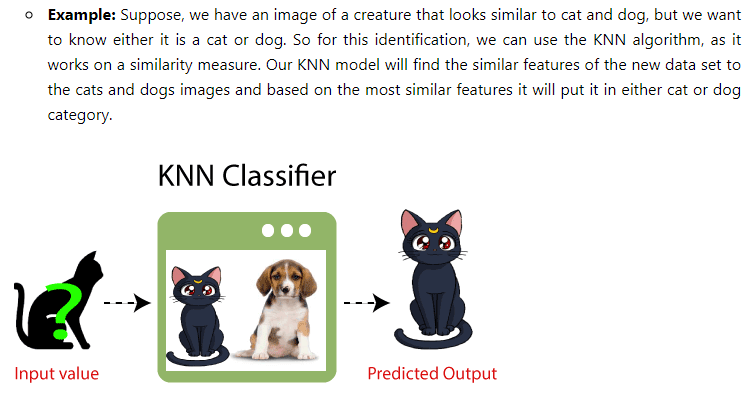 Example: Suppose, we have an image of a creature that looks similar to cat and dog, but we want
to know either it is a cat or dog. So for this identification, we can use the KNN algorithm, as it
works on a similarity measure. Our KNN model will find the similar features of the new data set to
the cats and dogs images and based on the most similar features it will put it in either cat or dog
category.
KNN Classifier
?
Input value
Predicted Output